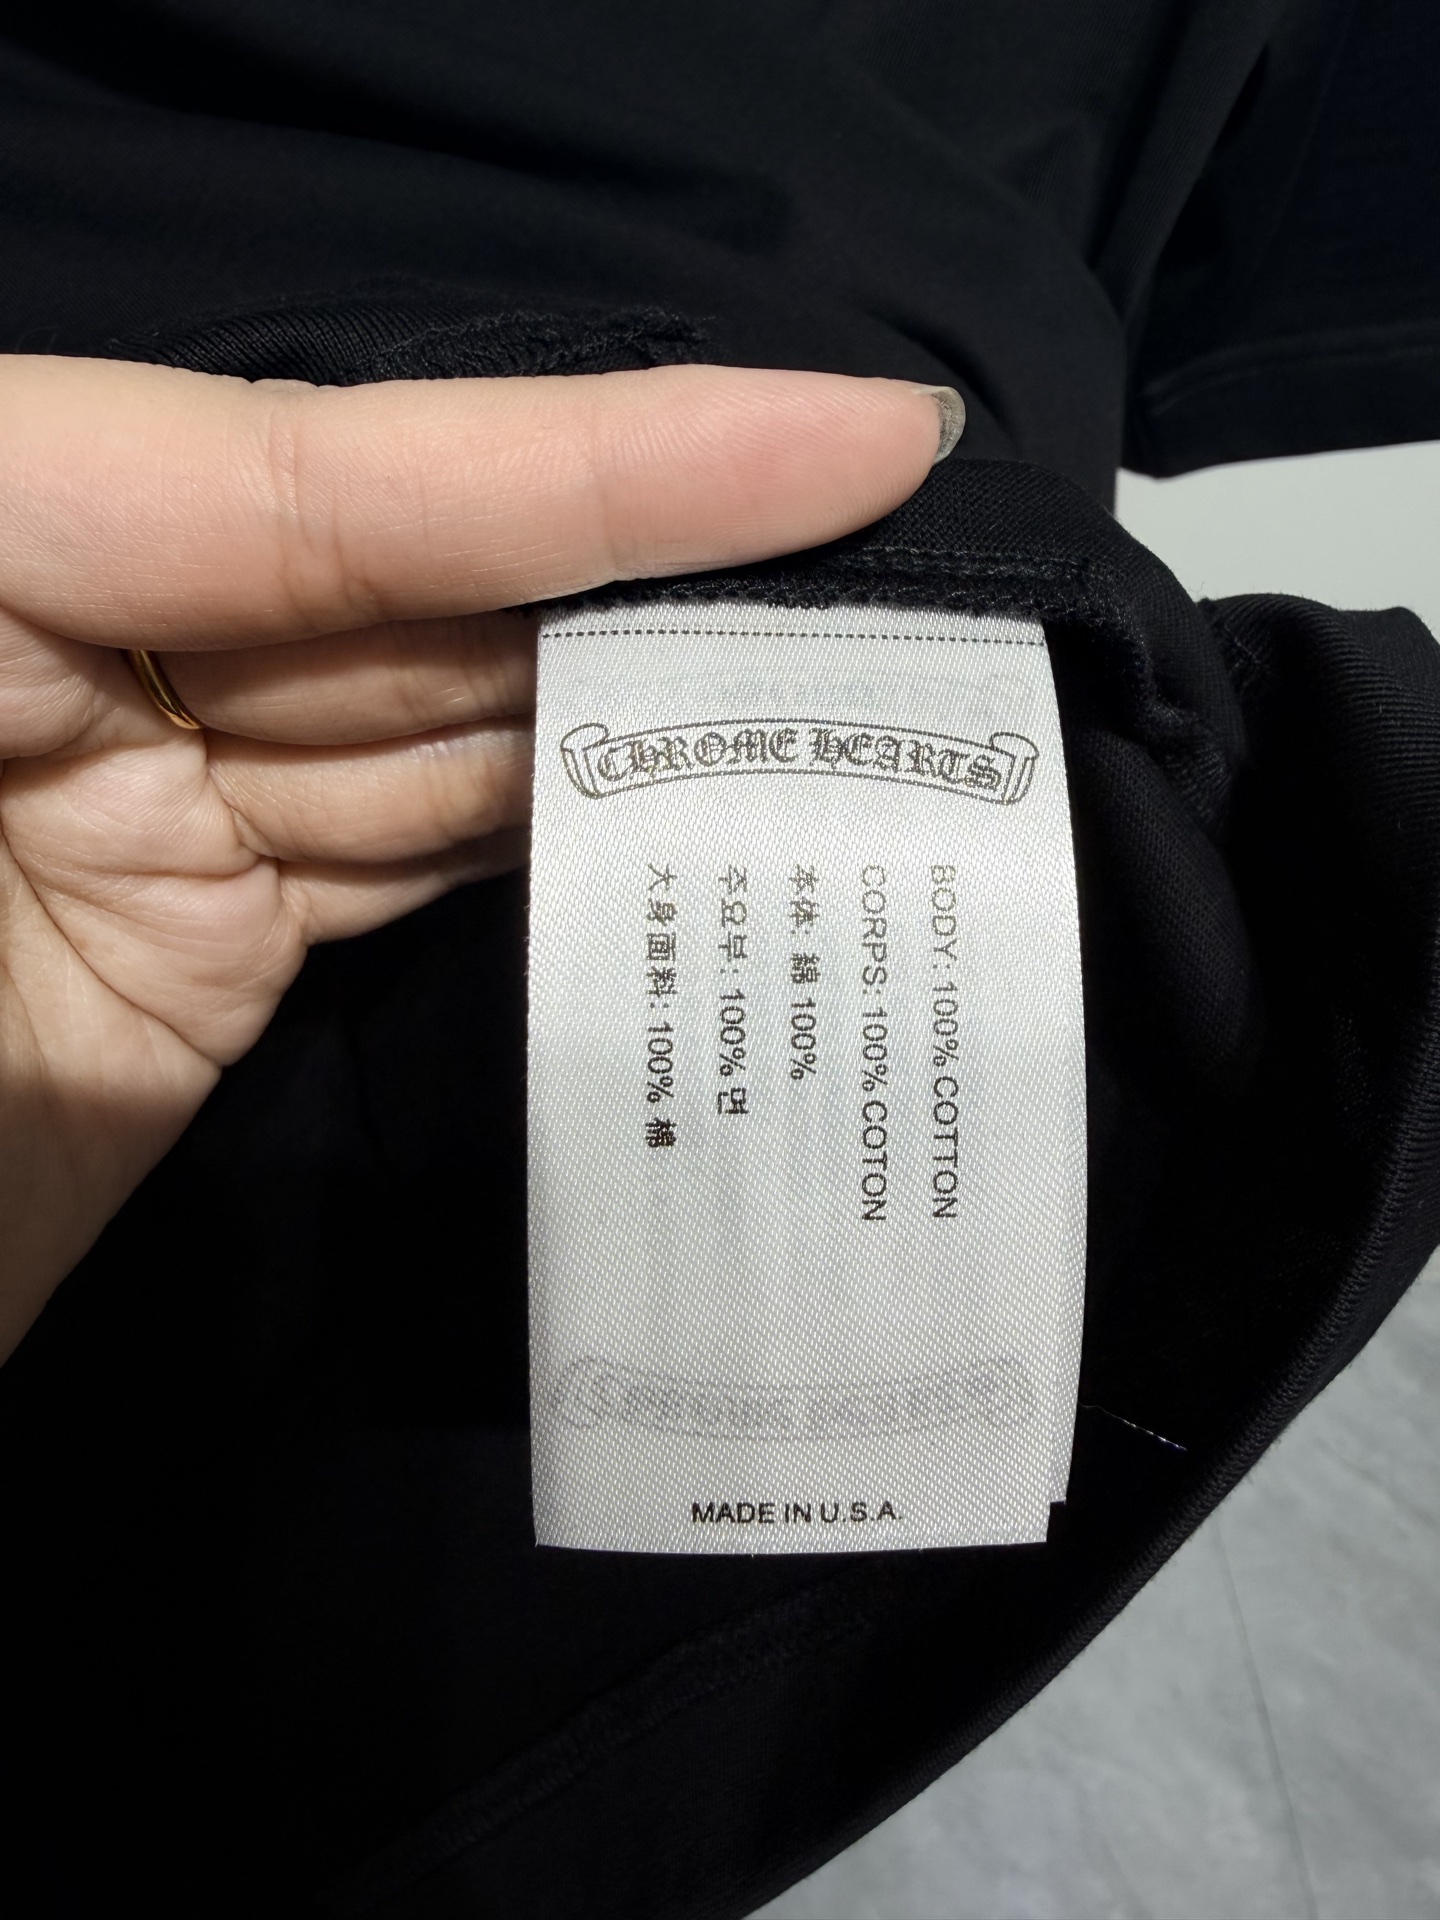 CHROME HEARTS
BODY: 100% COTTON
CORPS: 100% COTON
本体: 綿 100%
주요부: 100% 면
大身面料: 100% 棉
MADE IN U.S.A.